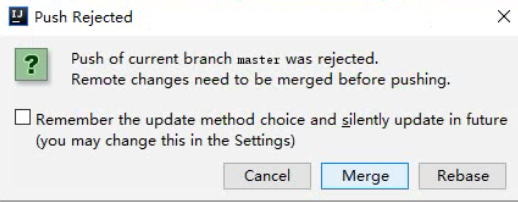 Push Rejected
Push of current branch master was rejected.
Remote changes need to be merged before pushing.
Remember the update method choice and silently update in future
(you may change this in the Settings)
Cancel Merge Rebase